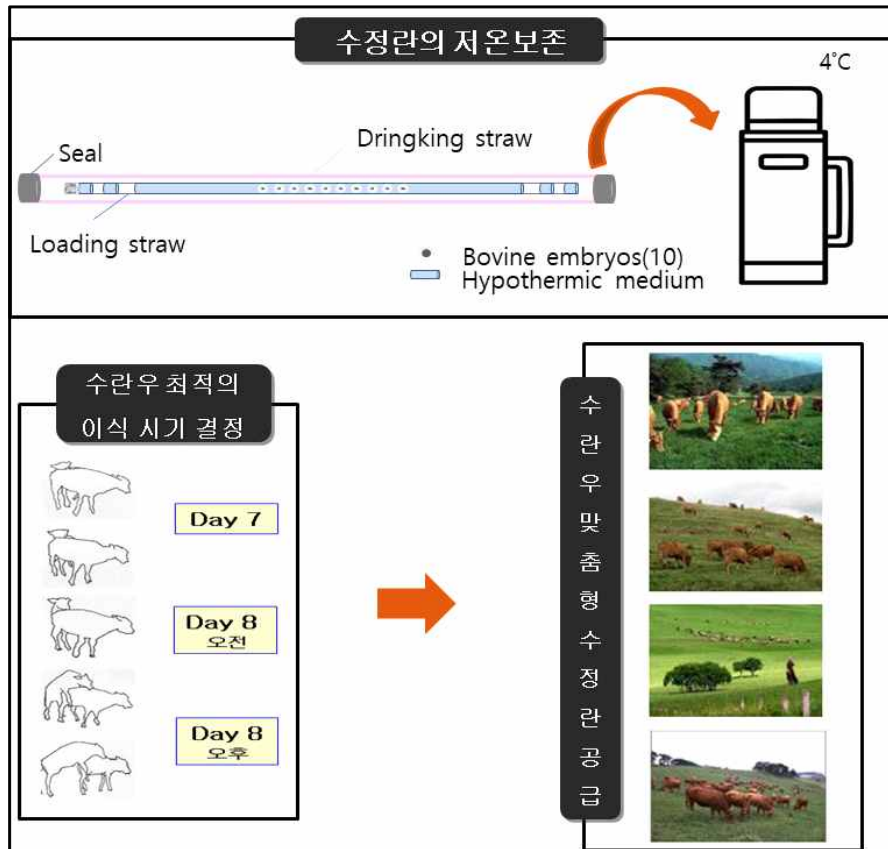 수정란의 저온보존
4°C
Seal
Dringking straw
Loading straw
Bovine embryos(10)
Hypothermic medium
수란우 최적의
이식 시기 결정
Day 7
Day 8
오전
Day 8
오후
수
란
우
맞
춤
형
수
정
란
공
급